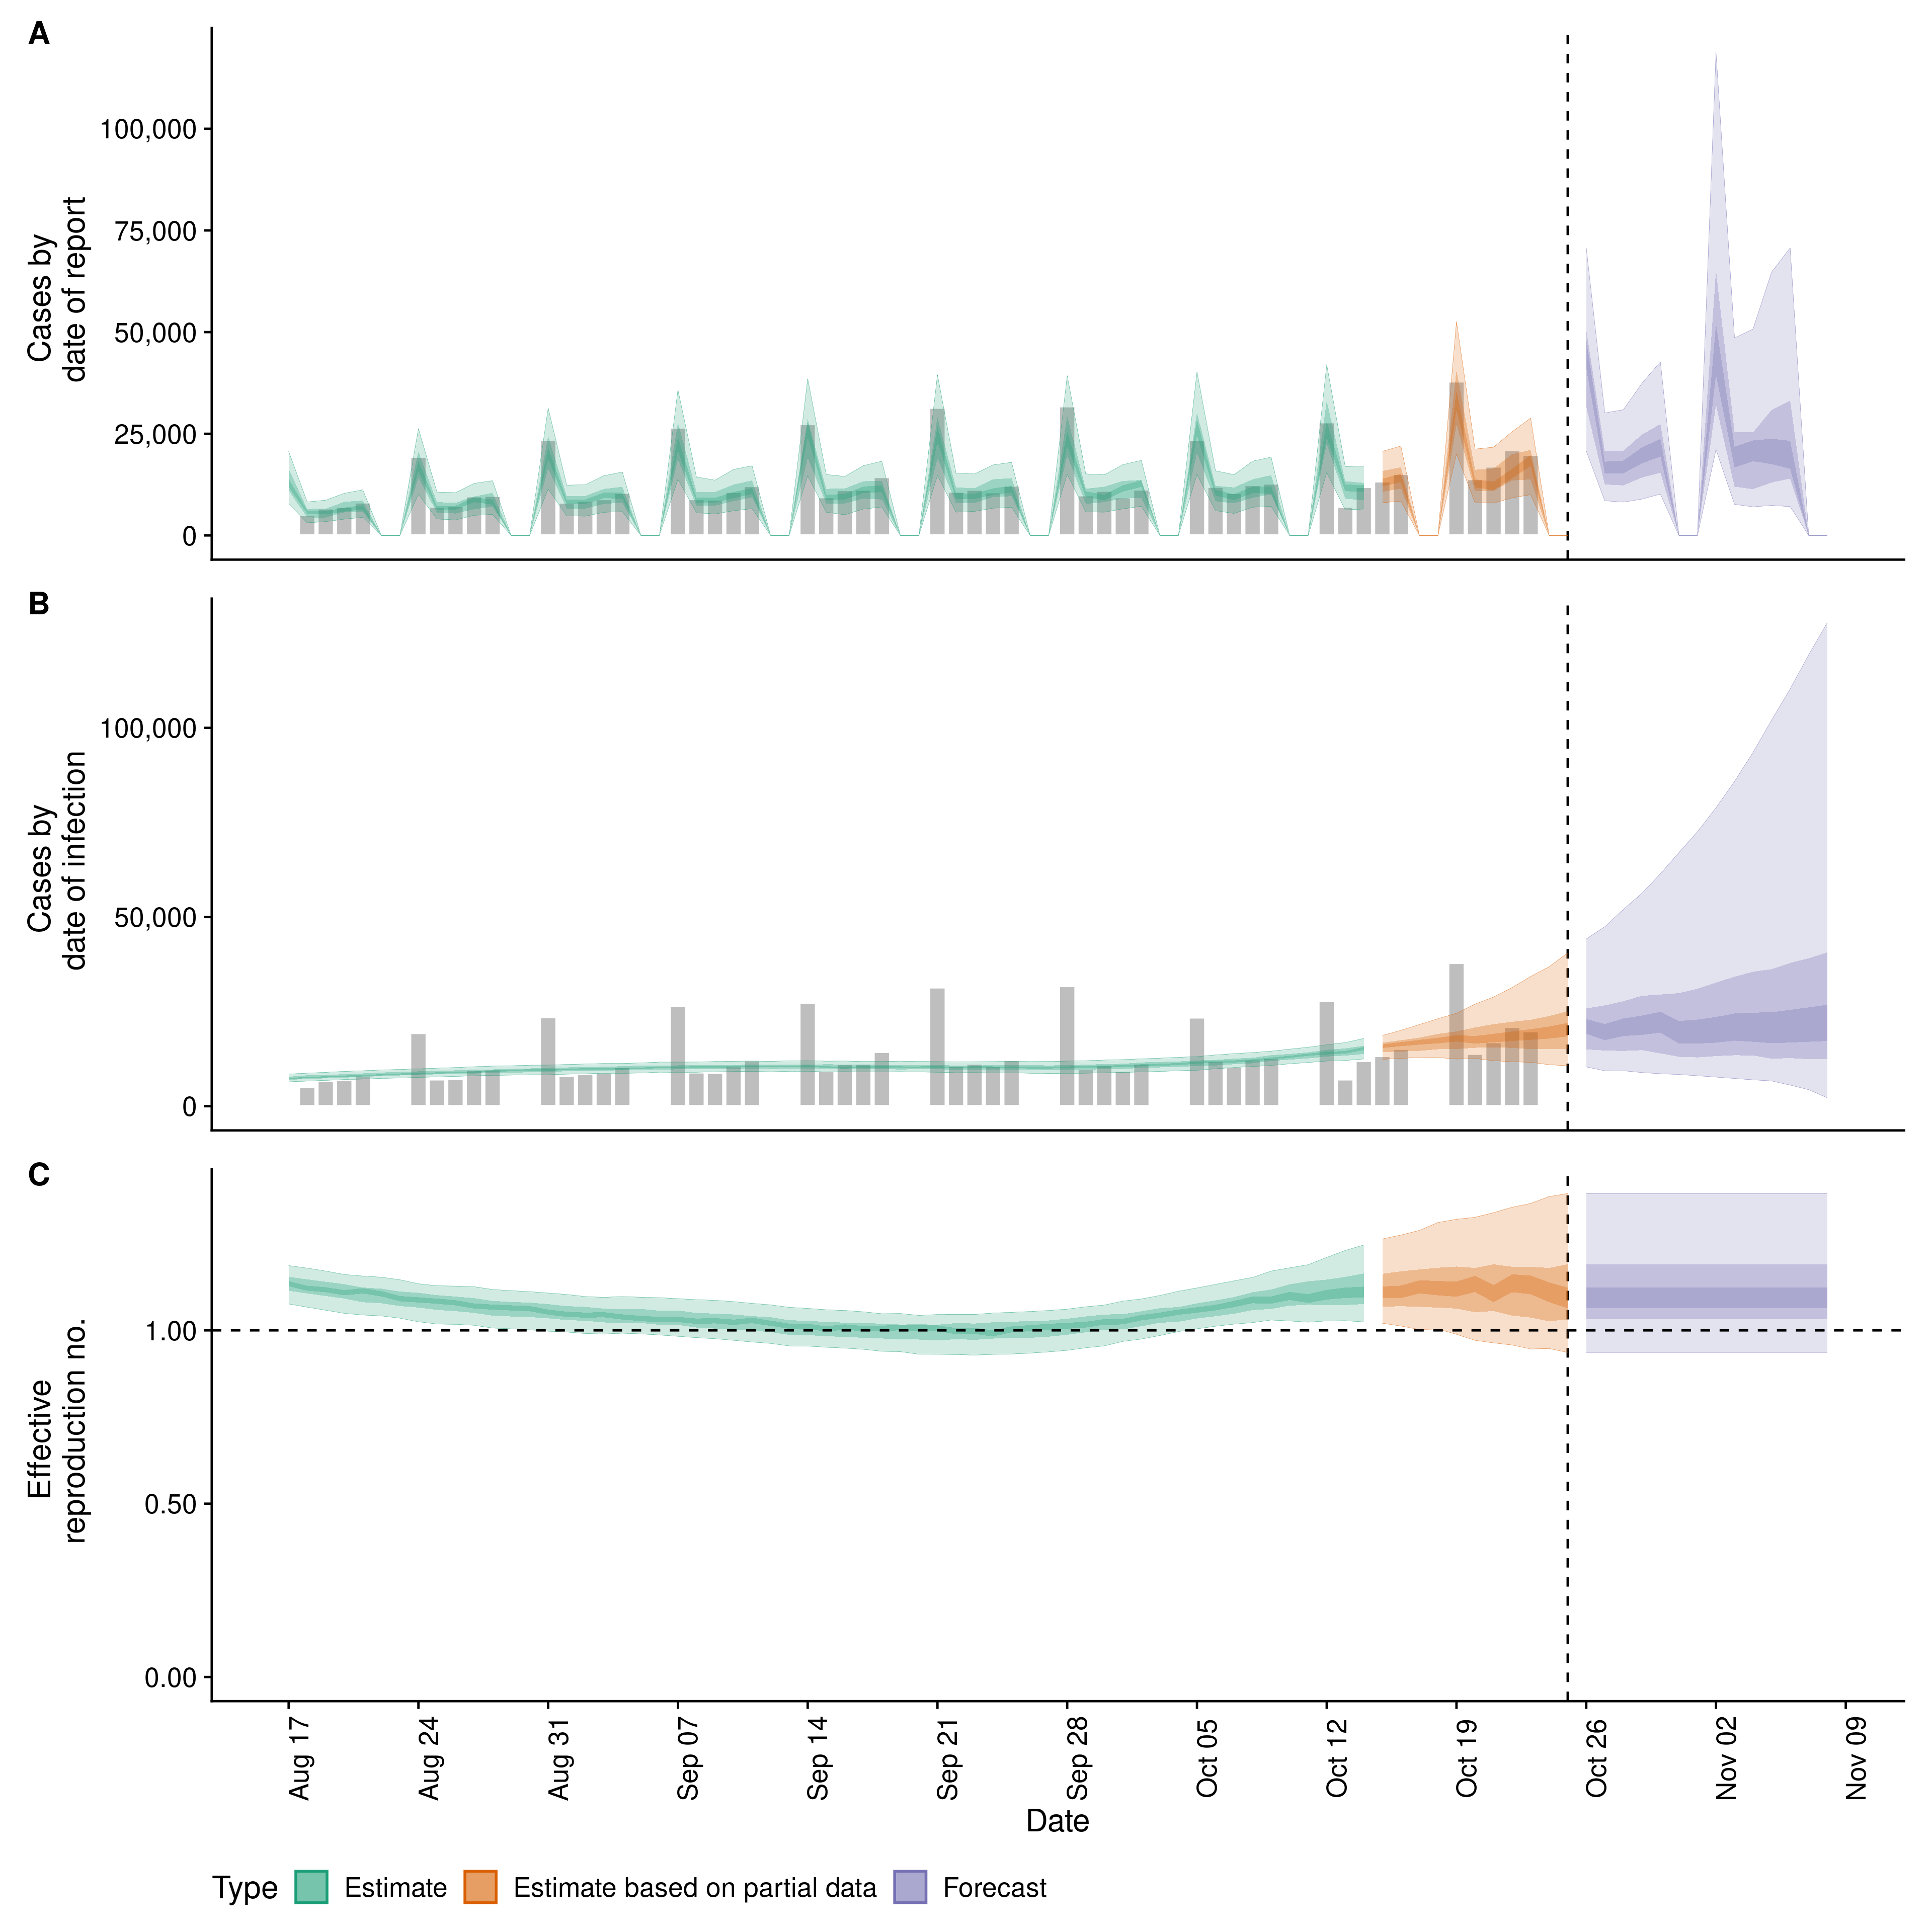 A
Cases by
date of report
100,000
75,000
50,000
25,000
0
B
Cases by
date of infection
100,000
50,000
0
C
Effective
reproduction no.
1.00
0.50
0.00
Aug 17
Aug 24
Aug 31
Sep 07
Sep 14
Sep 21
Sep 28
Oct 05
Oct 12
Oct 19
Oct 26
Nov 02
Nov 09
Date
Type
Estimate
Estimate based on partial data
Forecast